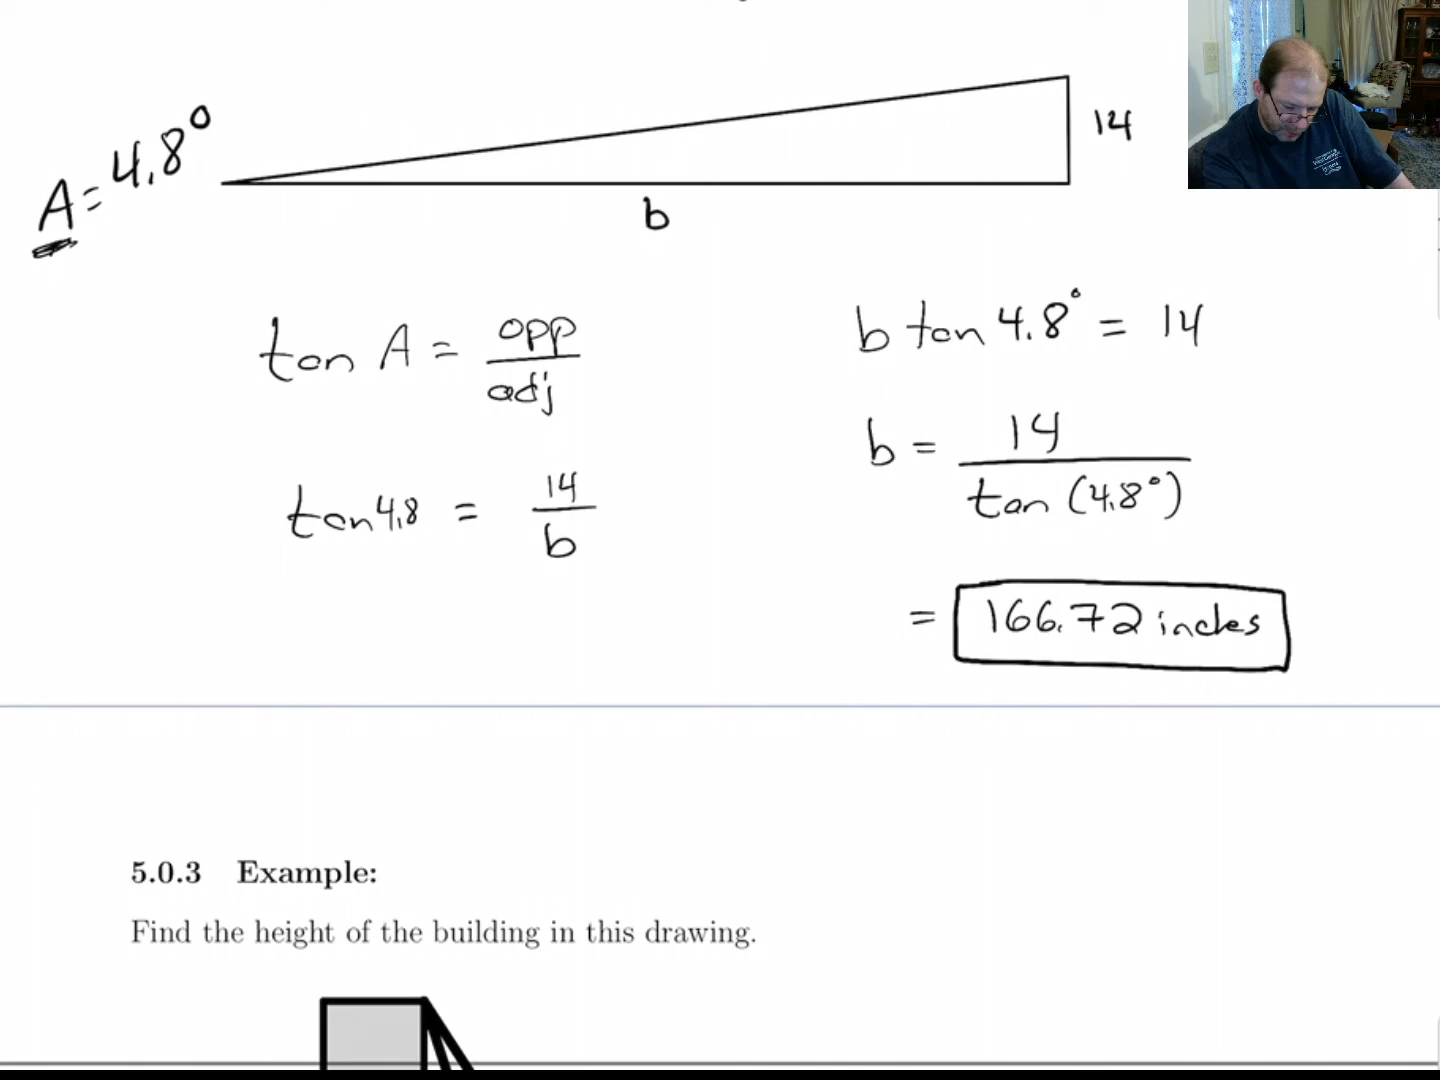 A = 4.8°
14
b
tan A = opp / adj
tan 4.8 = 14 / b
b tan 4.8° = 14
b = 14 / tan (4.8°)
= 166.72 inches
5.0.3 Example:
Find the height of the building in this drawing.